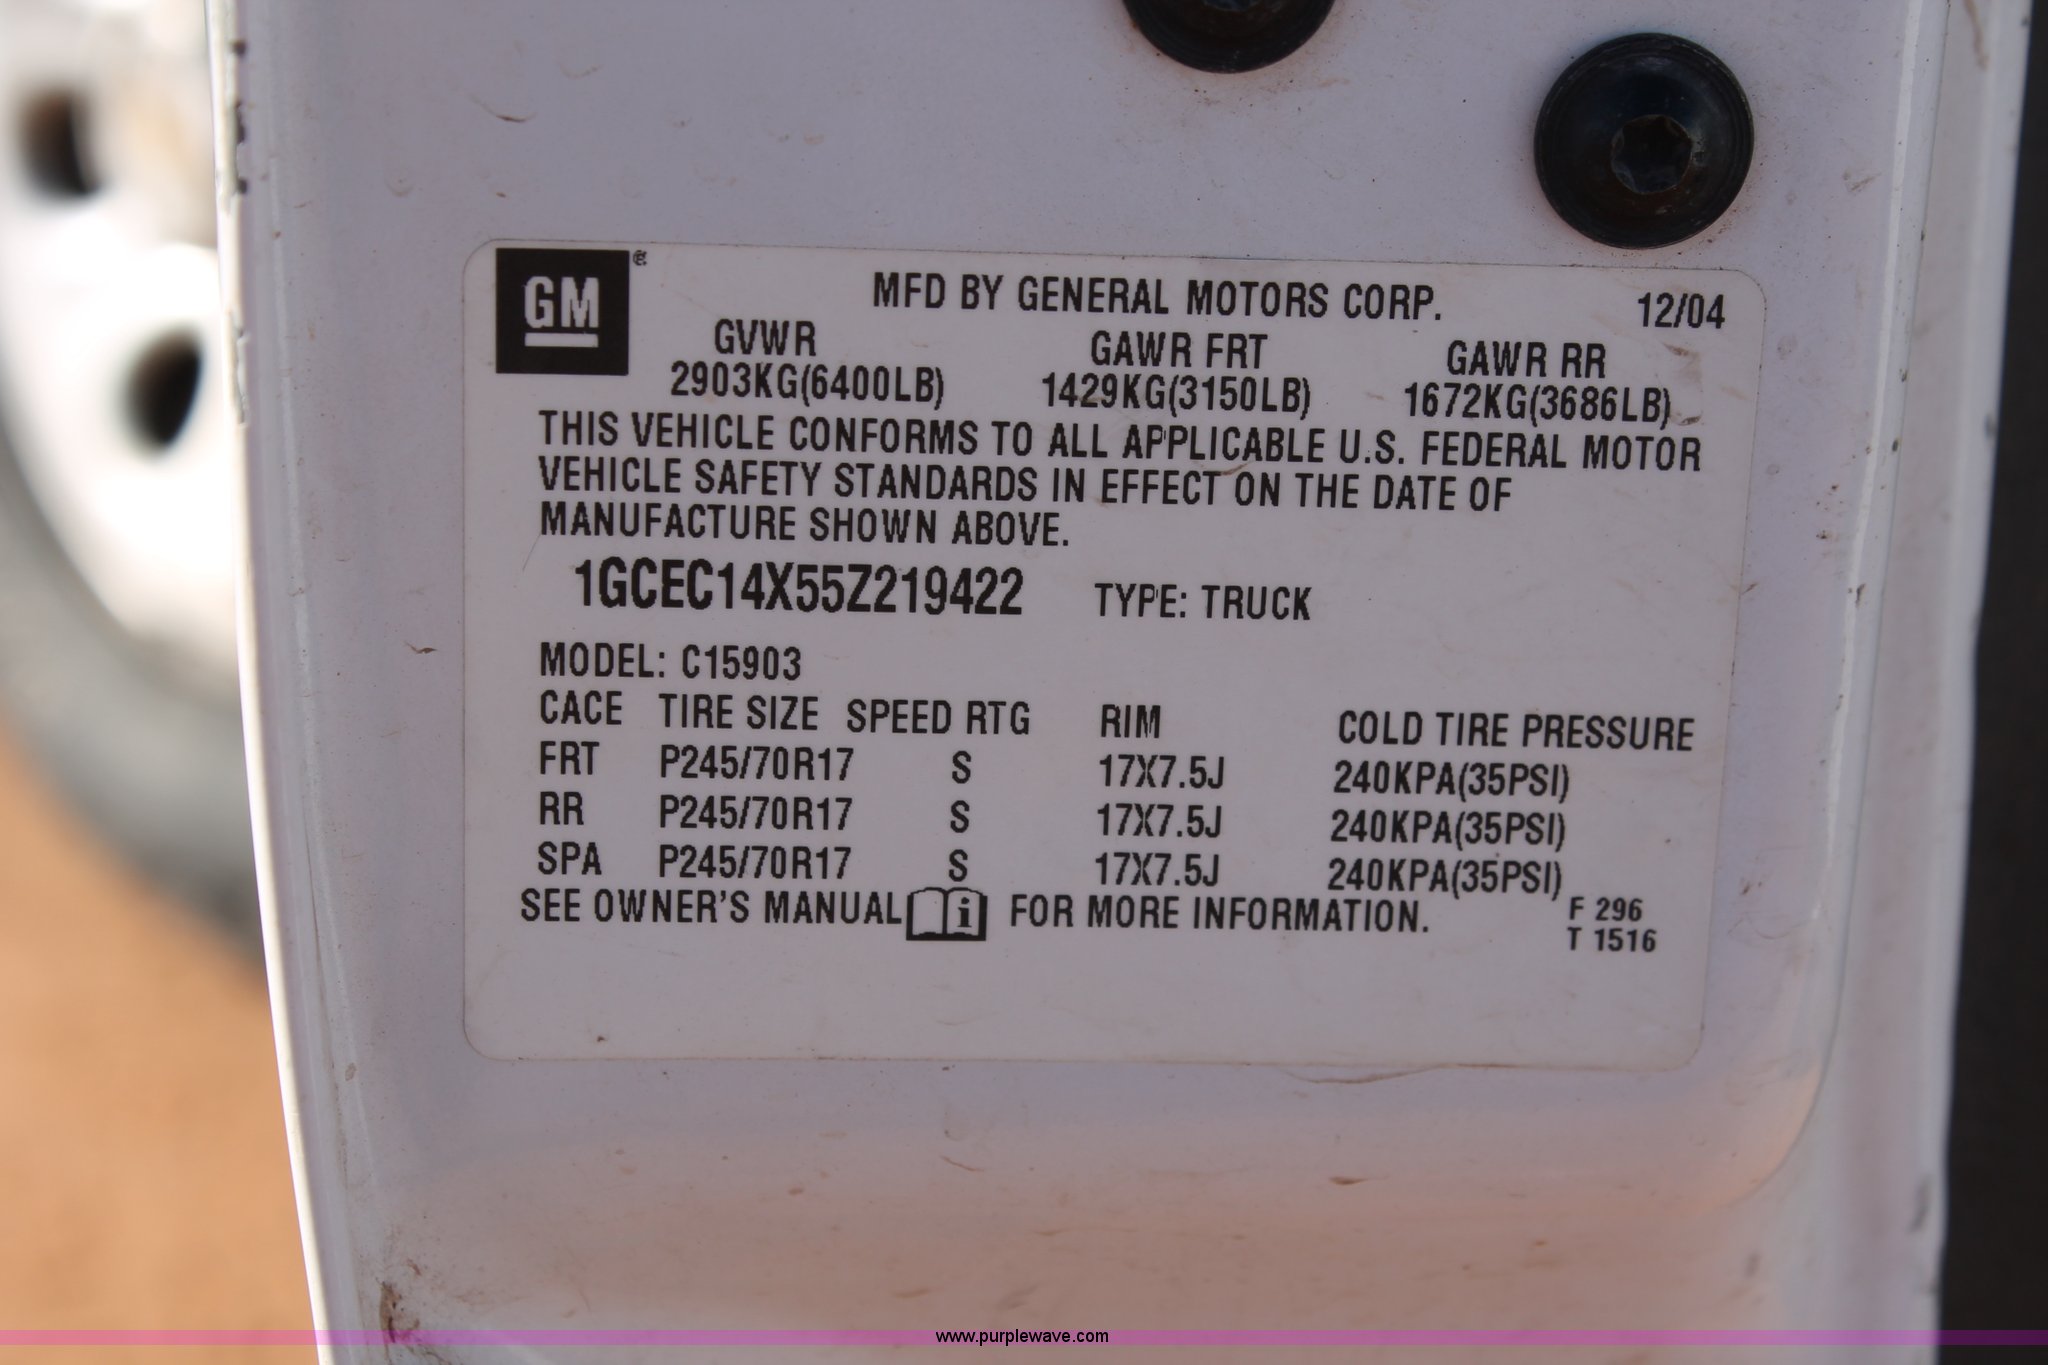 GM®
MFD BY GENERAL MOTORS CORP. 12/04
GVWR GAWR FRT GAWR RR
2903KG(6400LB) 1429KG(3150LB) 1672KG(3686LB)
THIS VEHICLE CONFORMS TO ALL APPLICABLE U.S. FEDERAL MOTOR
VEHICLE SAFETY STANDARDS IN EFFECT ON THE DATE OF
MANUFACTURE SHOWN ABOVE.
1GCEC14X55Z219422 TYPE: TRUCK
MODEL: C15903
CACE TIRE SIZE SPEED RTG RIM COLD TIRE PRESSURE
FRT P245/70R17 S 17X7.5J 240KPA(35PSI)
RR P245/70R17 S 17X7.5J 240KPA(35PSI)
SPA P245/70R17 S 17X7.5J 240KPA(35PSI)
SEE OWNER'S MANUAL i FOR MORE INFORMATION.
F 296
T 1516
www.purplewave.com